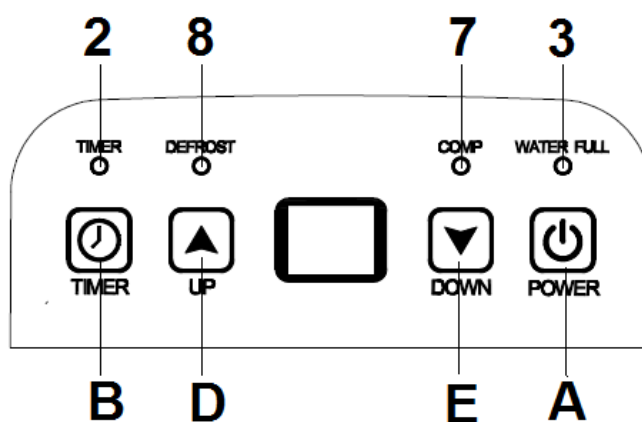 2 8 7 3
TIMER DEFROST COMP WATER FULL
TIMER UP DOWN POWER
B D E A